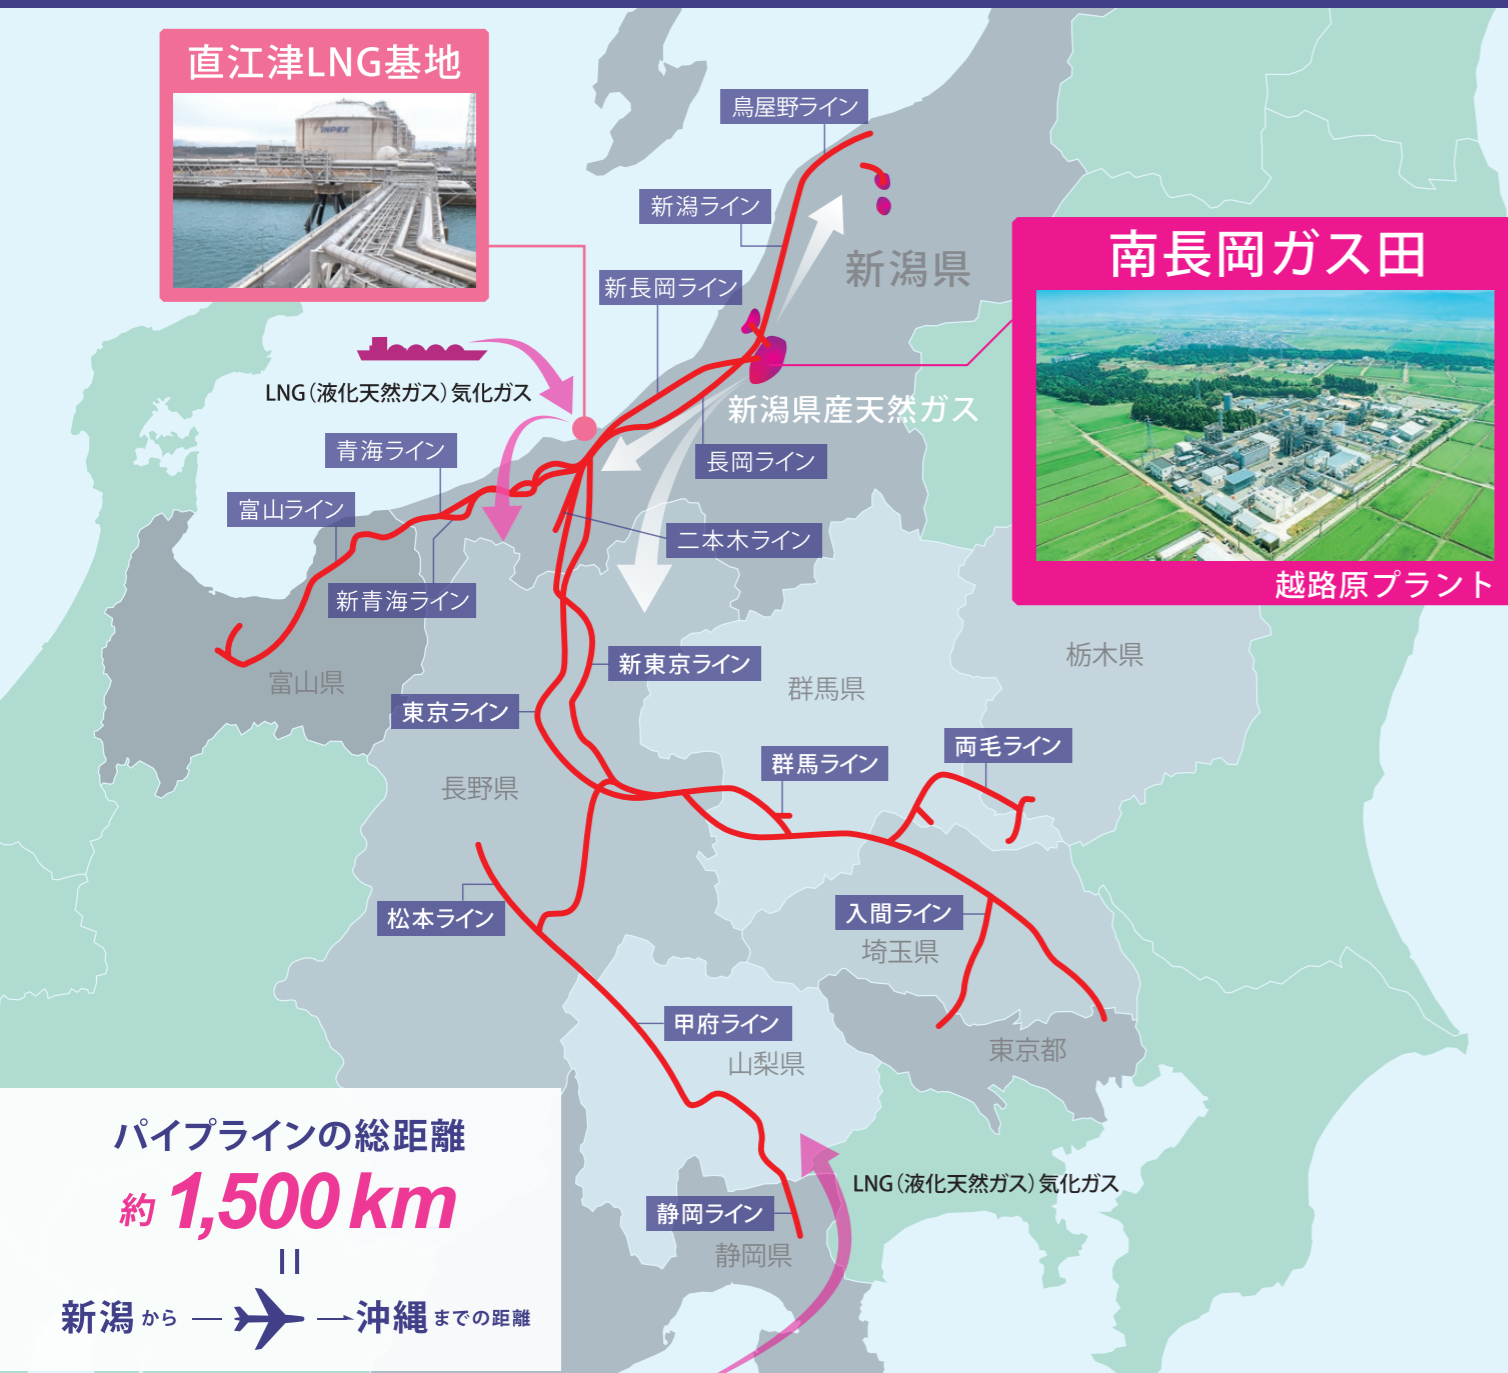 直江津LNG基地
INPEX
鳥屋野ライン
新潟ライン
新潟県
南長岡ガス田
新長岡ライン
LNG（液化天然ガス）気化ガス
新潟県産天然ガス
青海ライン
長岡ライン
富山ライン
二本木ライン
越路原プラント
新青海ライン
新東京ライン
栃木県
富山県
群馬県
東京ライン
両毛ライン
群馬ライン
長野県
松本ライン
入間ライン
埼玉県
甲府ライン
東京都
山梨県
パイプラインの総距離
約1,500km
LNG（液化天然ガス）気化ガス
静岡ライン
静岡県
新潟から
沖縄までの距離